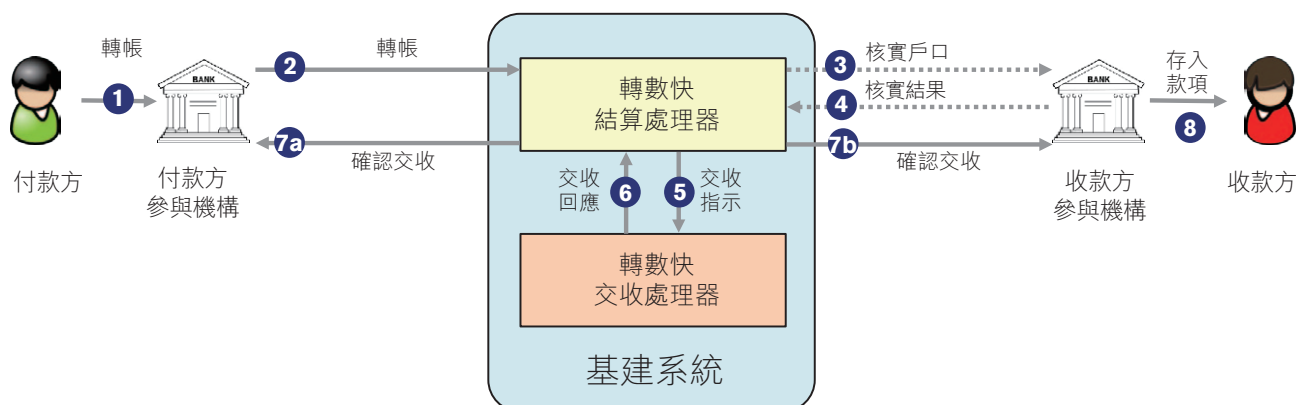 轉帳
1
BANK
付款方
付款方
參與機構
2
轉帳
7a
確認交收
轉數快
結算處理器
交收
回應
6
5
交收
指示
轉數快
交收處理器
基建系統
3
核實戶口
4
核實結果
7b
確認交收
BANK
收款方
參與機構
存入
款項
8
收款方